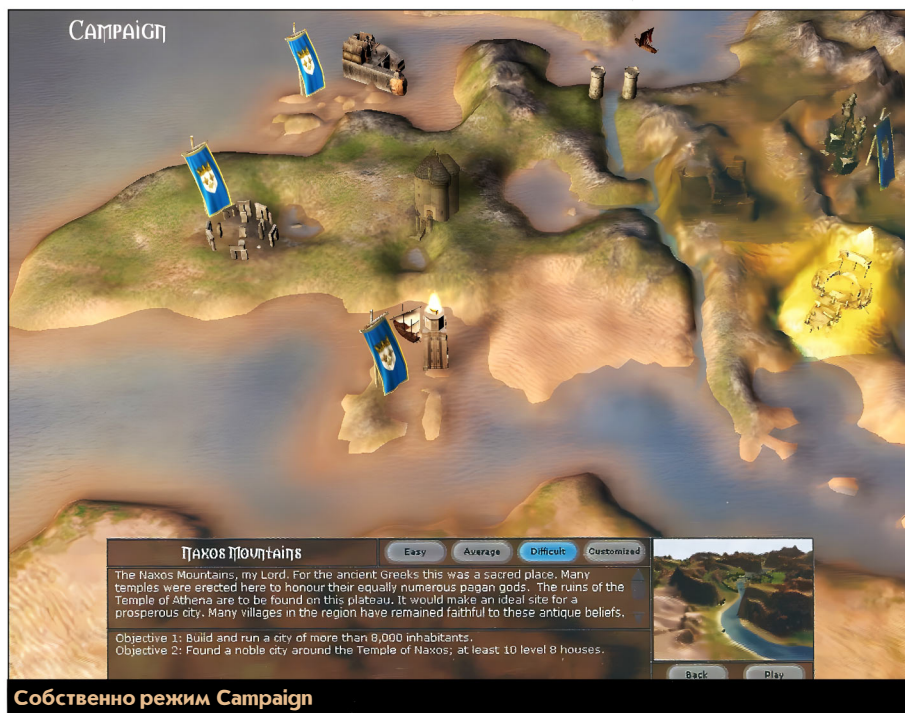 Campaign
Naxos Mountains
Easy Average Difficult Customized
The Naxos Mountains, my Lord. For the ancient Greeks this was a sacred place. Many
temples were erected here to honour their equally numerous pagan gods. The ruins of the
Temple of Athena are to be found on this plateau. It would make an ideal site for a
prosperous city. Many villages in the region have remained faithful to these antique beliefs.
Objective 1: Build and run a city of more than 8,000 inhabitants.
Objective 2: Found a noble city around the Temple of Naxos; at least 10 level 8 houses.
Back Play
Собственно режим Campaign